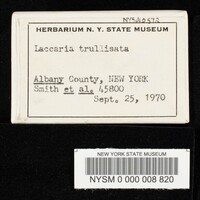 HERBARIUM N. Y. STATE MUSEUM
Laccaria trullisata
Albany County, NEW YORK
Smith et al. 45800
Sept. 25, 1970
NEW YORK STATE MUSEUM
NYSM 0 000 008 820